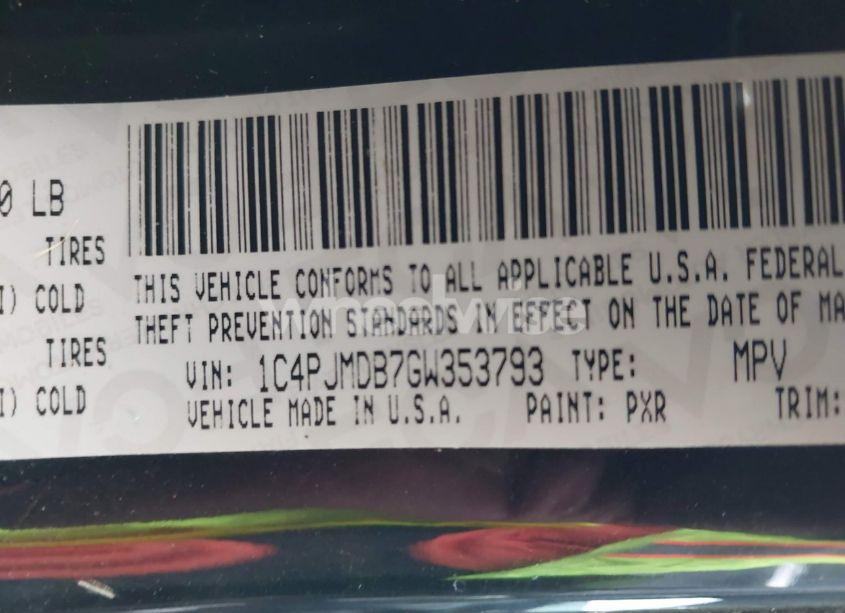 0 LB
TIRES
I) COLD
TIRES
I) COLD
THIS VEHICLE CONFORMS TO ALL APPLICABLE U.S.A. FEDERAL
THEFT PREVENTION STANDARDS IN EFFECT ON THE DATE OF MA
VIN: 1C4PJMDB7GW353793 TYPE: MPV
VEHICLE MADE IN U.S.A. PAINT: PXR TRIM: